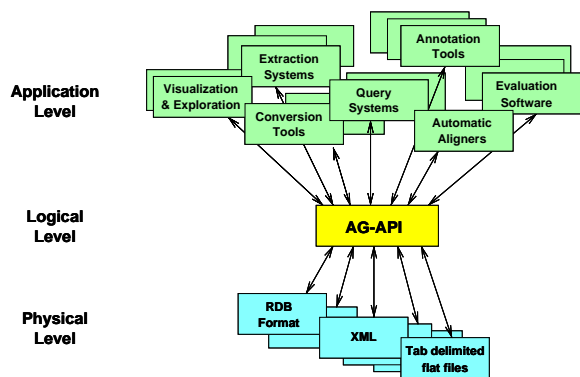 Annotation
Tools
Extraction
Systems
Application
Level
Visualization
& Exploration
Query
Systems
Evaluation
Software
Conversion
Tools
Automatic
Aligners
Logical
Level
AG-API
Physical
Level
RDB
Format
XML
Tab delimited
flat files